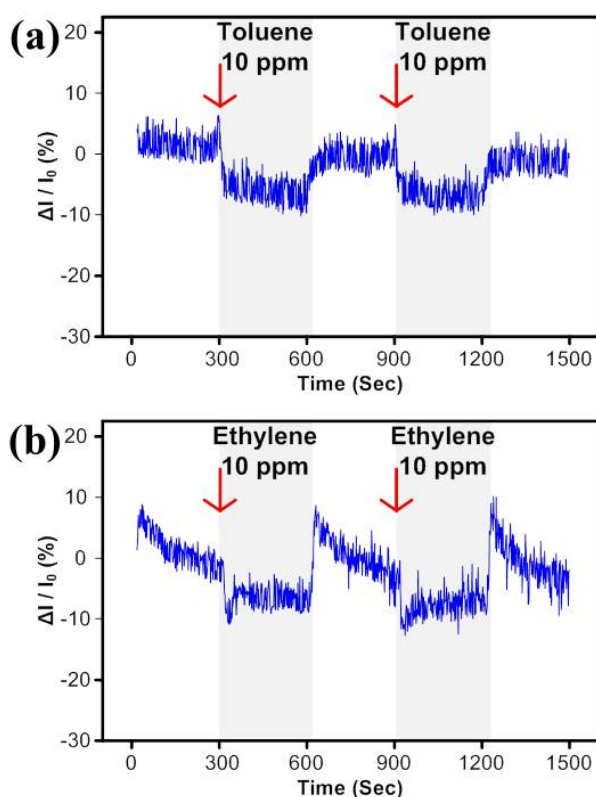 (a)
Toluene Toluene
10 ppm 10 ppm
20
10
0
-10
-20
-30
ΔI / I₀ (%)
0 300 600 900 1200 1500
Time (Sec)
(b)
Ethylene Ethylene
10 ppm 10 ppm
20
10
0
-10
-20
-30
ΔI / I₀ (%)
0 300 600 900 1200 1500
Time (Sec)